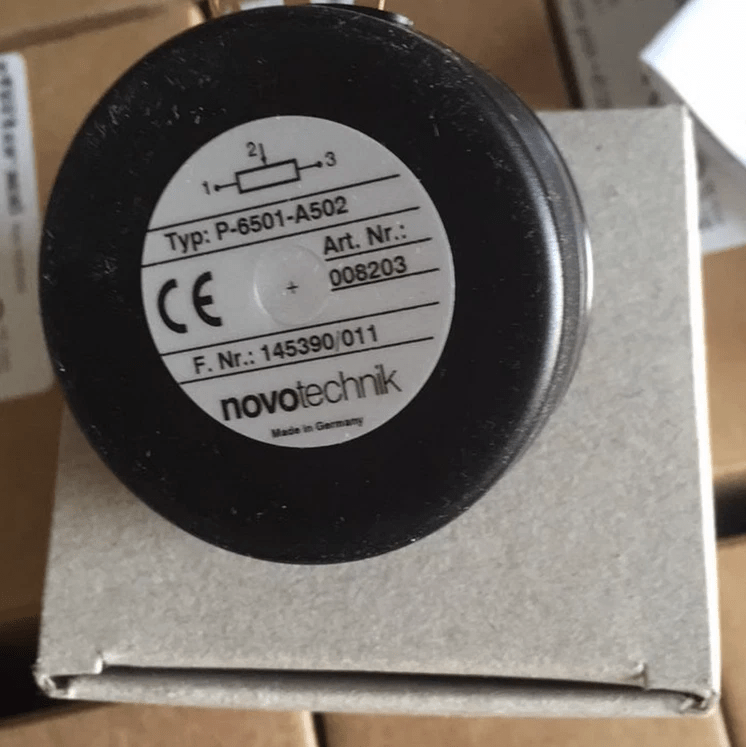 2
1 3
Typ: P-6501-A502
Art. Nr.:
008203
CE
F. Nr.: 145390/011
novotechnik
Made in Germany